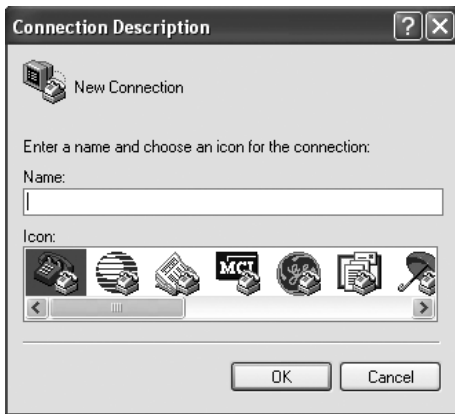 Connection Description
New Connection
Enter a name and choose an icon for the connection:
Name:
Icon:
MCI
OK
Cancel